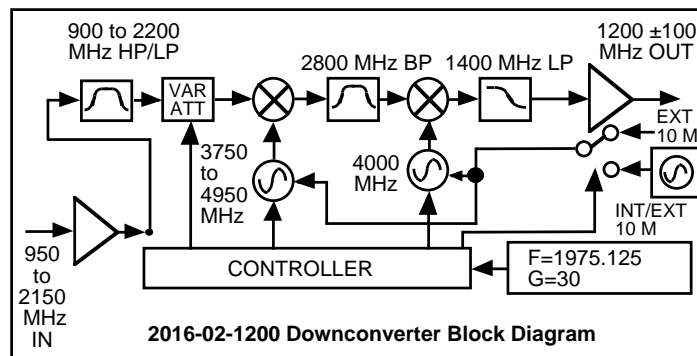 900 to 2200
MHz HP/LP
2800 MHz BP
1400 MHz LP
1200 ±100
MHz OUT
VAR
ATT
3750
to
4950
MHz
4000
MHz
EXT
10 M
INT/EXT
10 M
950
to
2150
MHz
IN
CONTROLLER
F=1975.125
G=30
2016-02-1200 Downconverter Block Diagram